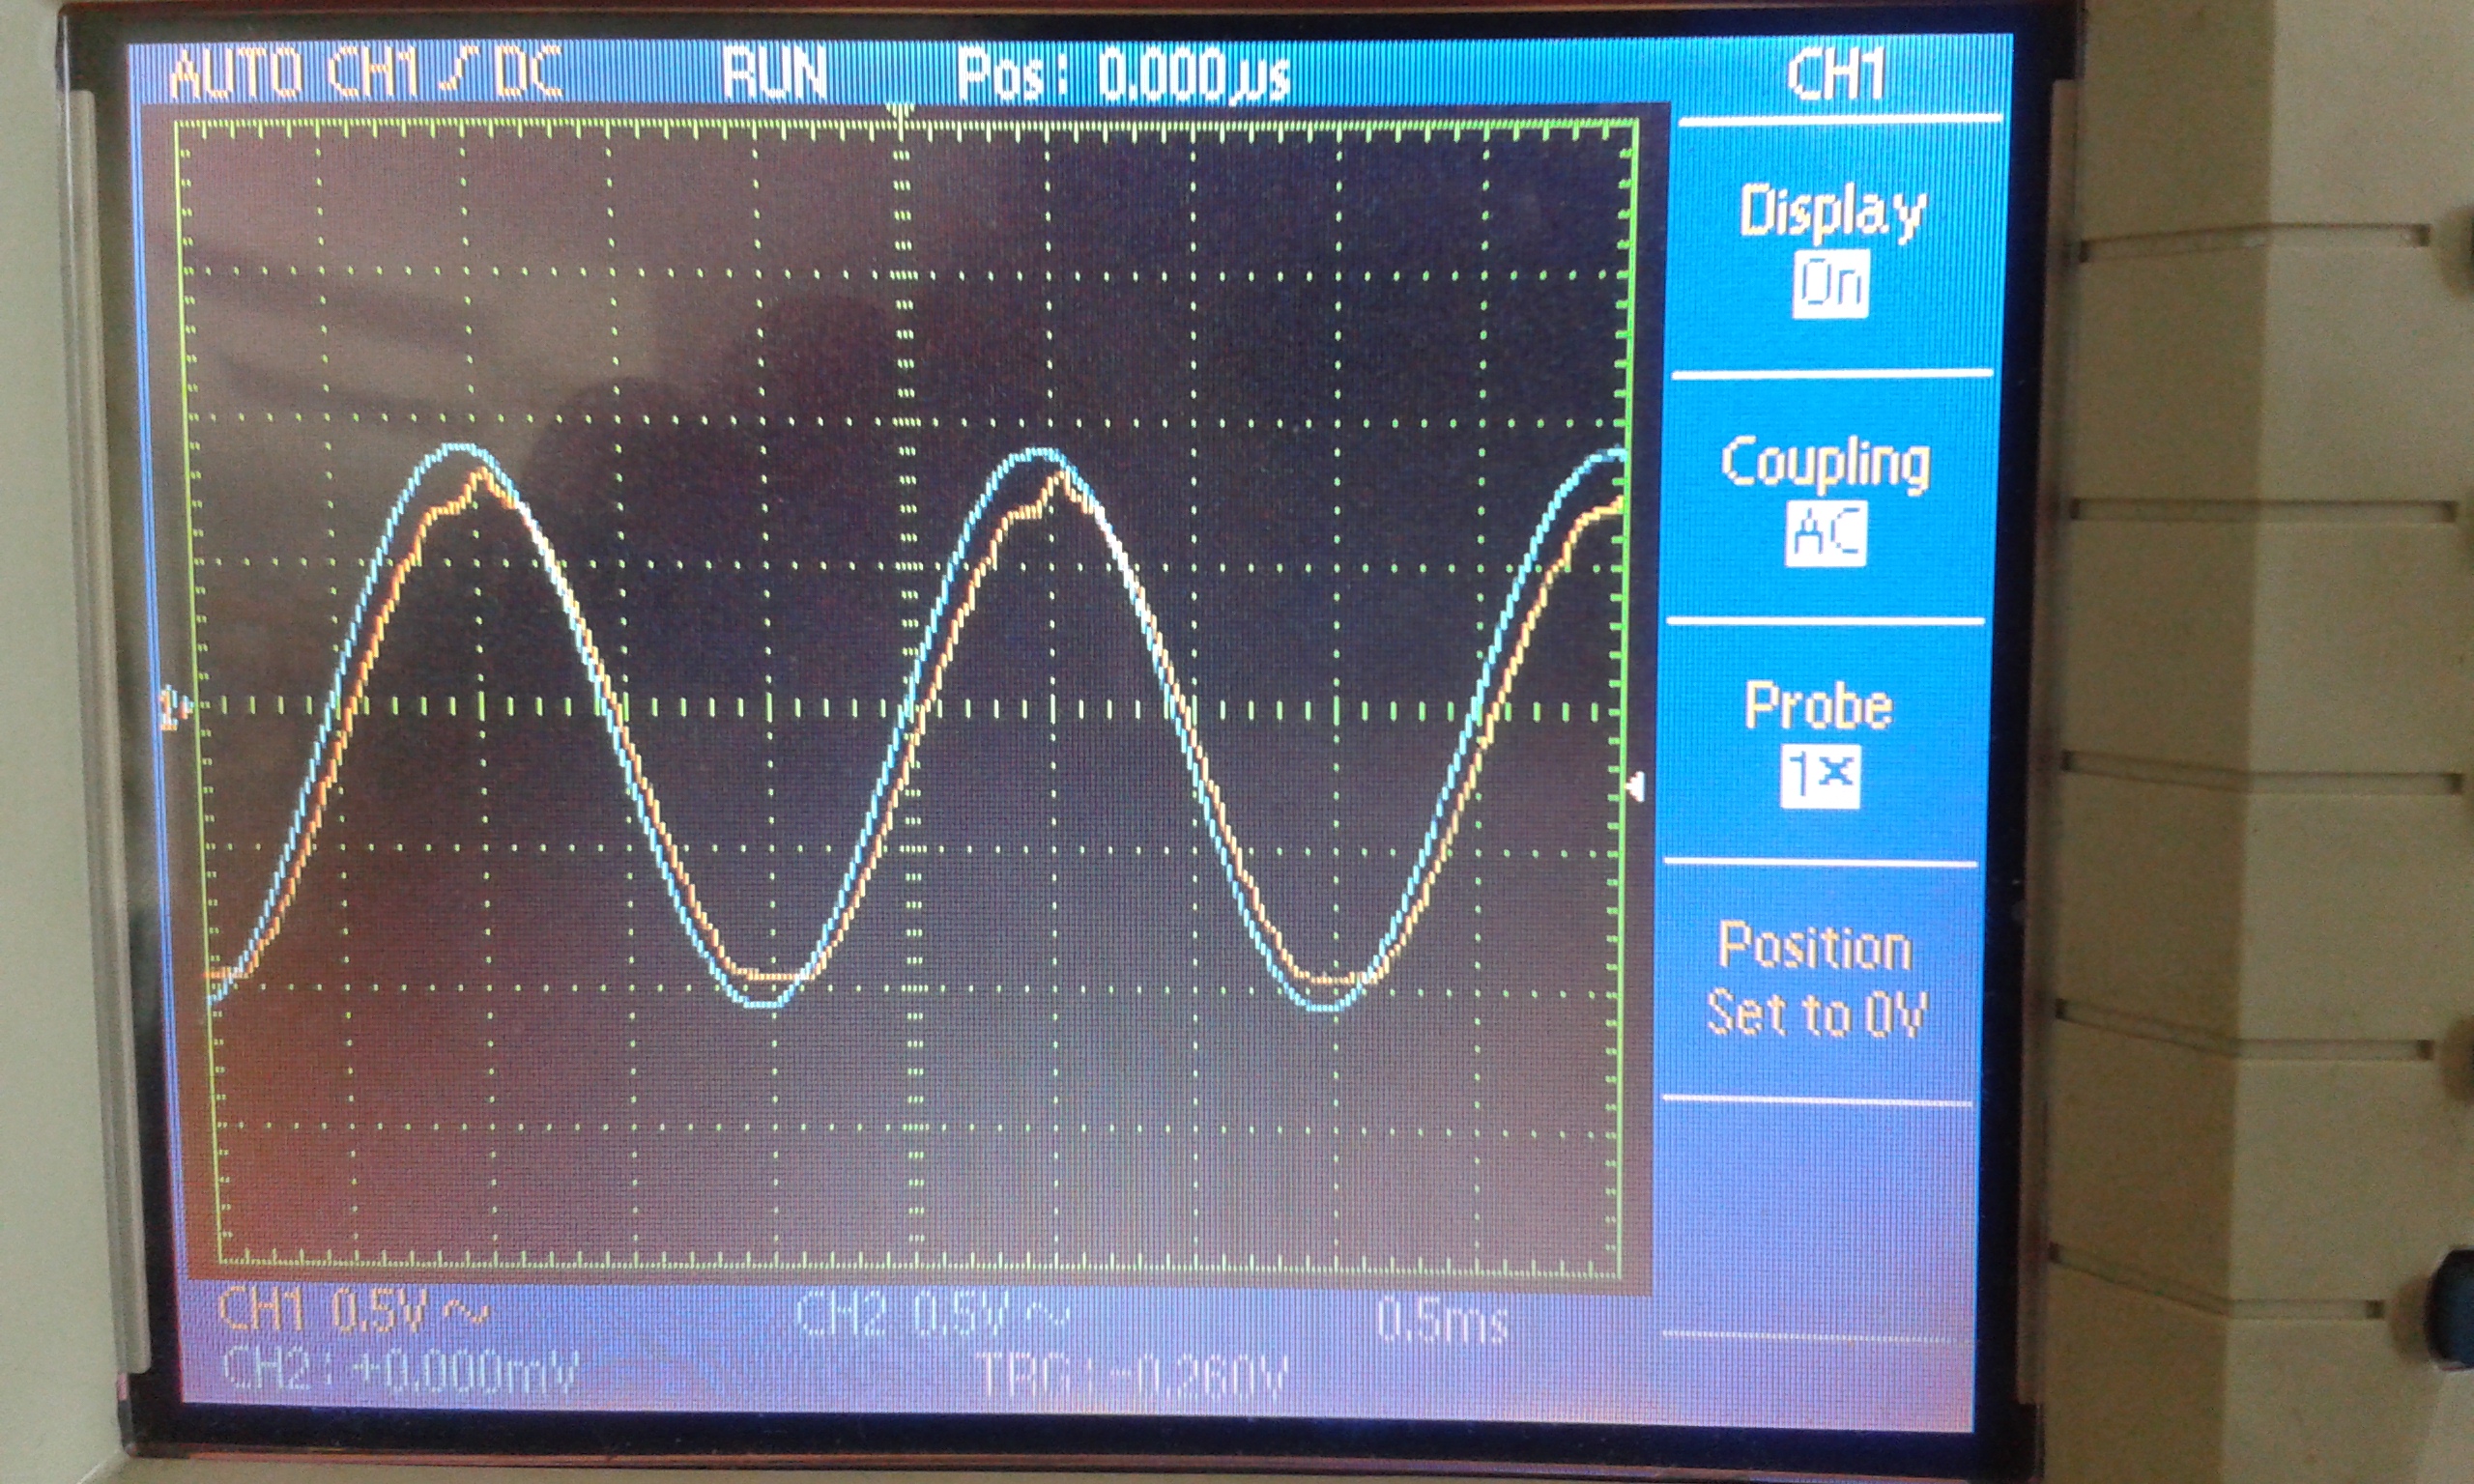 AUTO CH1 DC RUN Pos: 0.000µs CH1
Display
On
Coupling
AC
Probe
1×
Position
Set to 0V
1
CH1 0.5V~ CH2 0.5V~ 0.5ms
CH2: +0.000mV TRG: -0.260V